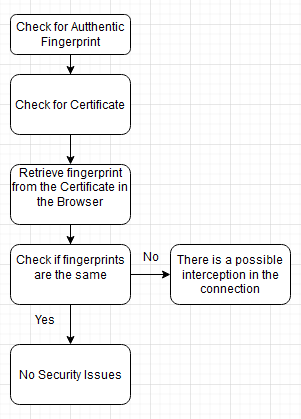 Check for Autthentic
Fingerprint
Check for Certificate
Retrieve fingerprint
from the Certificate in
the Browser
Check if fingerprints
are the same
No
There is a possible
interception in the
connection
Yes
No Security Issues